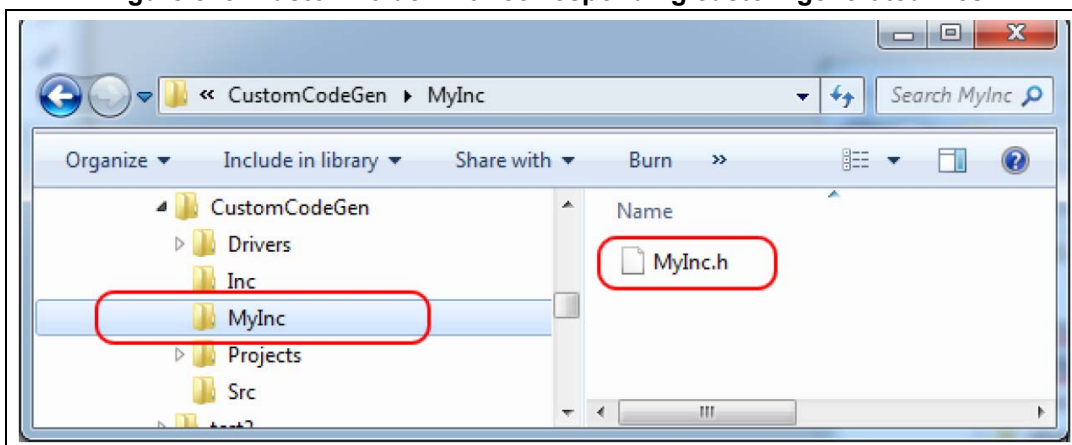 « CustomCodeGen MyInc Search MyInc
Organize Include in library Share with Burn »
CustomCodeGen
Drivers
Inc
MyInc
Projects
Src
Name
MyInc.h